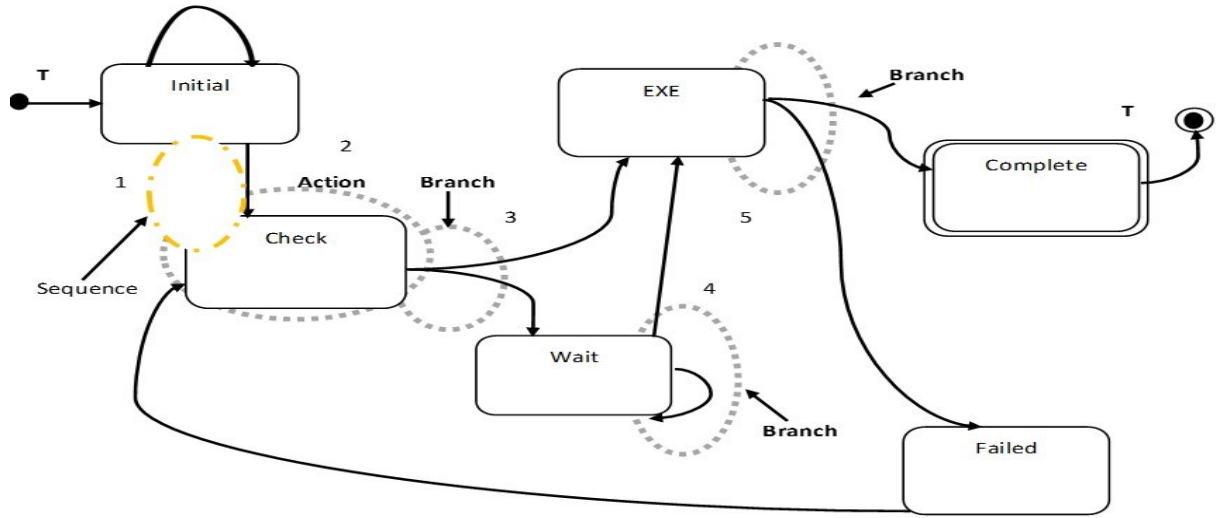 T
Initial
EXE
Branch
T
Complete
2
1
Action
Branch
3
5
Check
Sequence
4
Wait
Branch
Failed